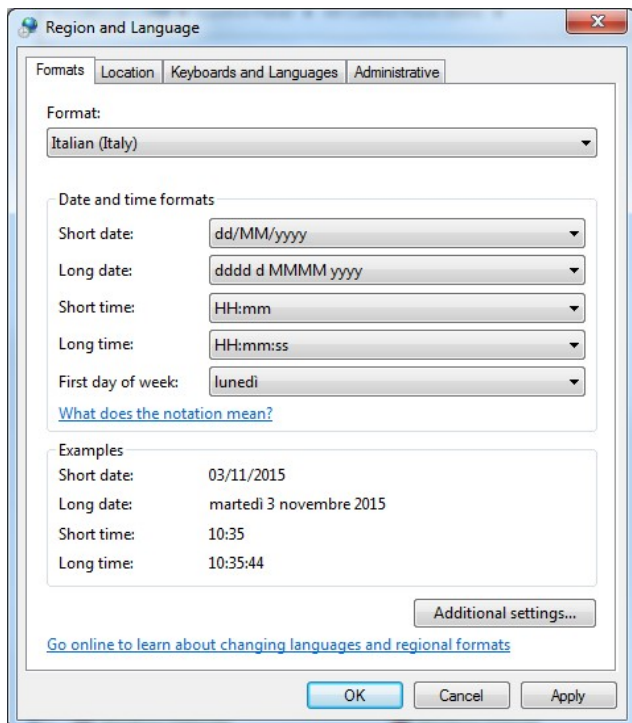 Region and Language
Formats Location Keyboards and Languages Administrative
Format:
Italian (Italy)
Date and time formats
Short date: dd/MM/yyyy
Long date: dddd d MMMM yyyy
Short time: HH:mm
Long time: HH:mm:ss
First day of week: lunedì
What does the notation mean?
Examples
Short date: 03/11/2015
Long date: martedì 3 novembre 2015
Short time: 10:35
Long time: 10:35:44
Additional settings...
Go online to learn about changing languages and regional formats
OK Cancel Apply